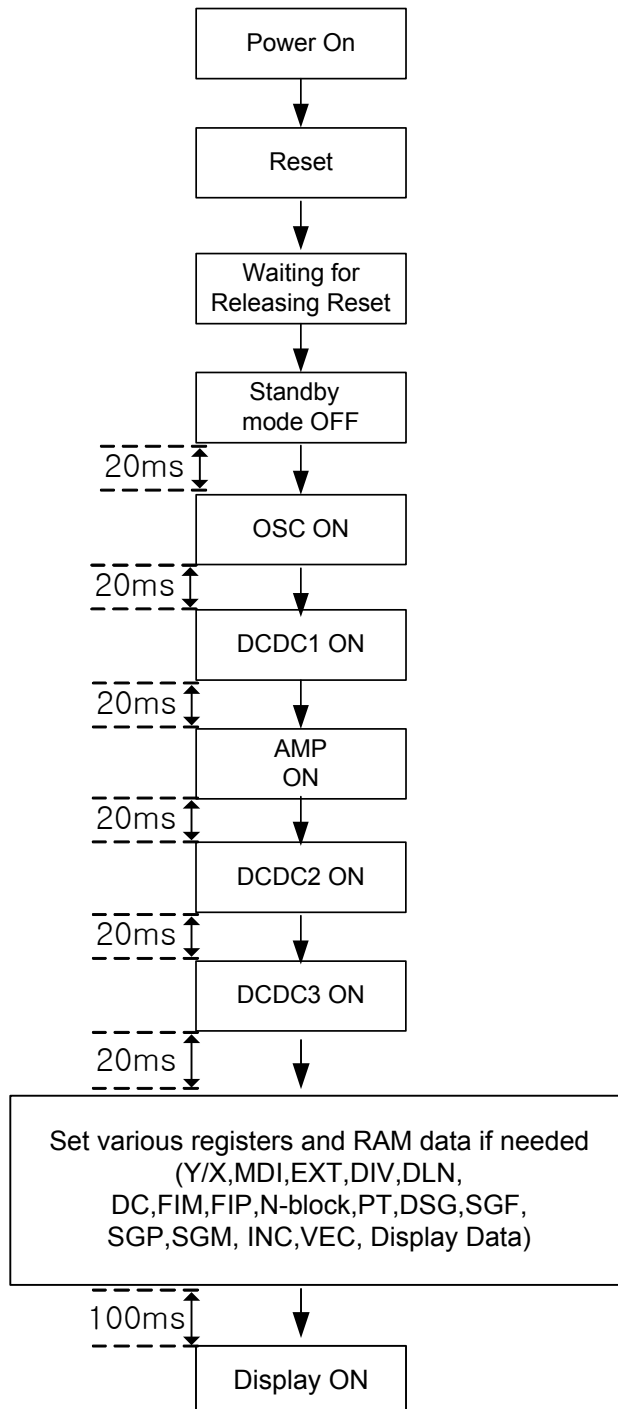 Power On
Reset
Waiting for
Releasing Reset
Standby
mode OFF
20ms
OSC ON
20ms
DCDC1 ON
20ms
AMP
ON
20ms
DCDC2 ON
20ms
DCDC3 ON
20ms
Set various registers and RAM data if needed
(Y/X,MDI,EXT,DIV,DLN,
DC,FIM,FIP,N-block,PT,DSG,SGF,
SGP,SGM, INC,VEC, Display Data)
100ms
Display ON